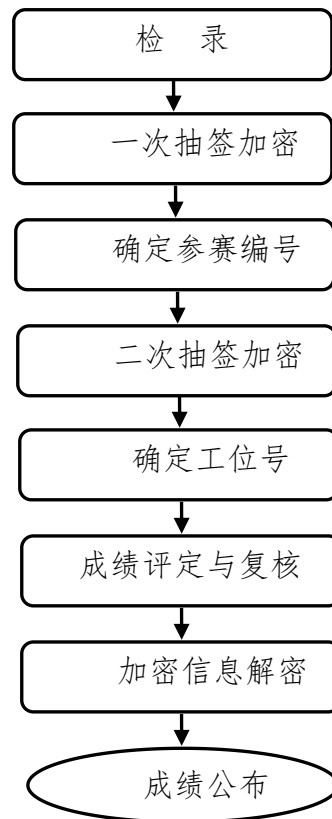 检 录
一次抽签加密
确定参赛编号
二次抽签加密
确定工位号
成绩评定与复核
加密信息解密
成绩公布